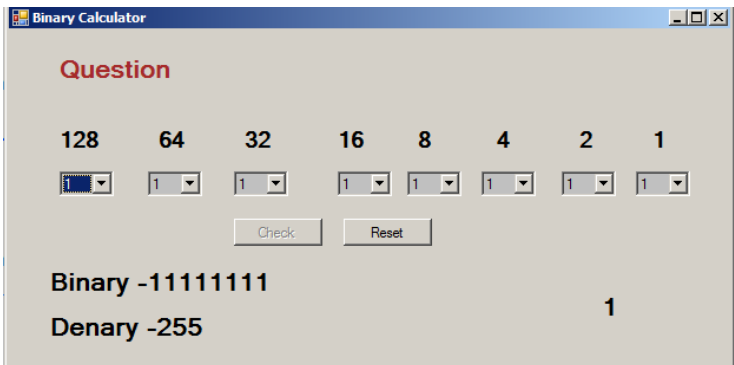 Binary Calculator
Question
128 64 32 16 8 4 2 1
1 1 1 1 1 1 1 1
Check Reset
Binary -11111111
1
Denary -255